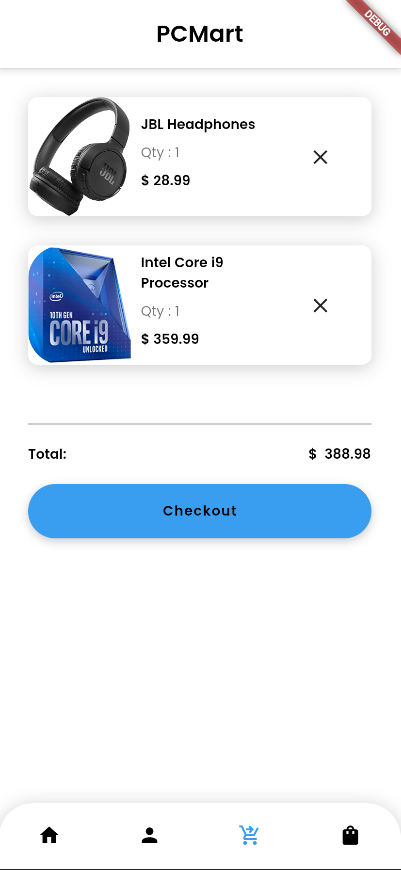 PCMart
DEBUG
JBL Headphones
Qty : 1
$ 28.99
JBL
Intel Core i9
Processor
Qty : 1
$ 359.99
intel
10TH GEN
CORE i9
UNLOCKED
Total:
$ 388.98
Checkout